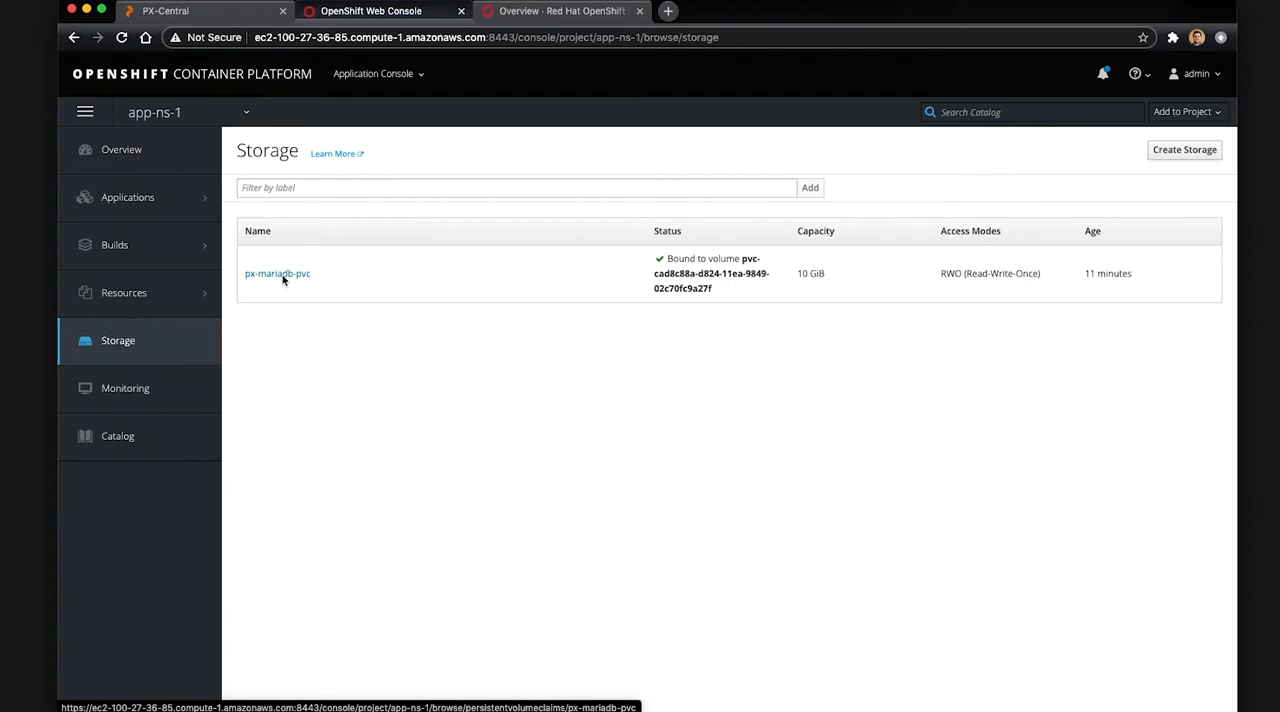 PX-Central
OpenShift Web Console
Overview · Red Hat OpenShift
Not Secure
ec2-100-27-36-85.compute-1.amazonaws.com:8443/console/project/app-ns-1/browse/storage
OPENSHIFT CONTAINER PLATFORM
Application Console
admin
app-ns-1
Search Catalog
Add to Project
Overview
Applications
Builds
Resources
Storage
Monitoring
Catalog
Storage
Learn More
Create Storage
Filter by label
Add
Name Status Capacity Access Modes Age
px-mariadb-pvc
Bound to volume pvc-
cad8c88a-d824-11ea-9849-
02c70fc9a27f
10 GiB
RWO (Read-Write-Once)
11 minutes
https://ec2-100-27-36-85.compute-1.amazonaws.com:8443/console/project/app-ns-1/browse/persistentvolumeclaims/px-mariadb-pvc